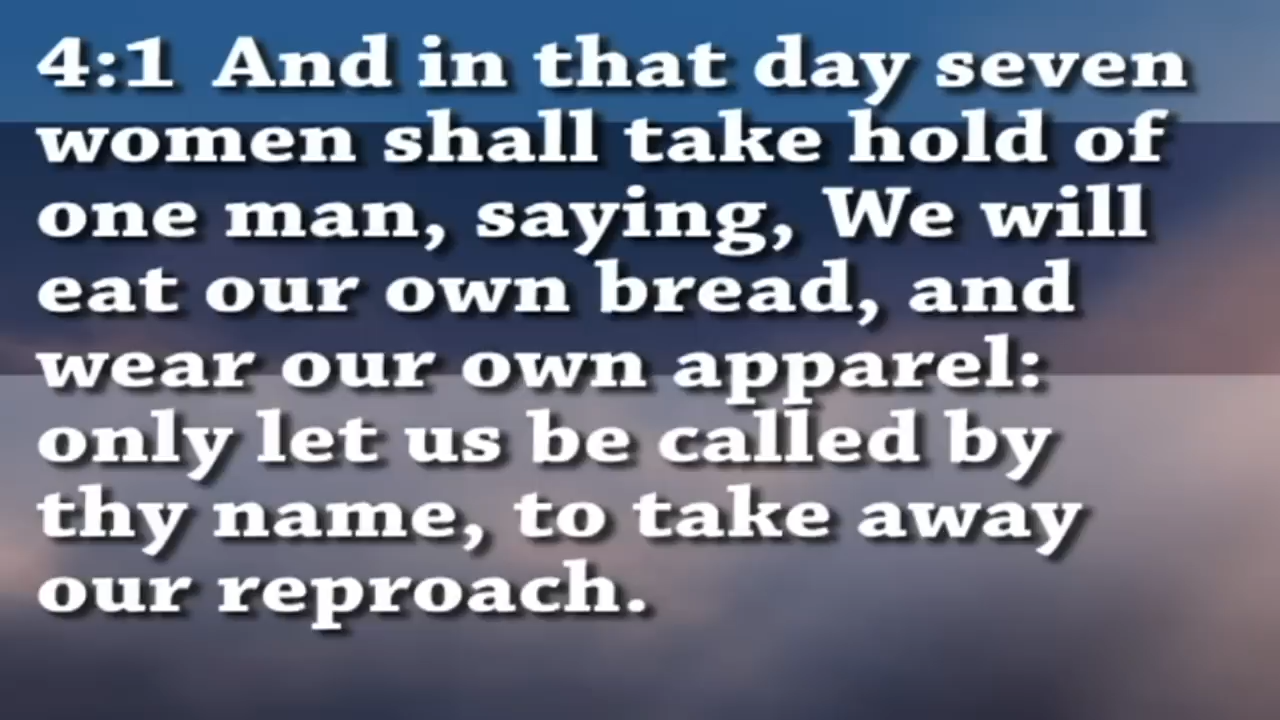 4:1 And in that day seven
women shall take hold of
one man, saying, We will
eat our own bread, and
wear our own apparel:
only let us be called by
thy name, to take away
our reproach.